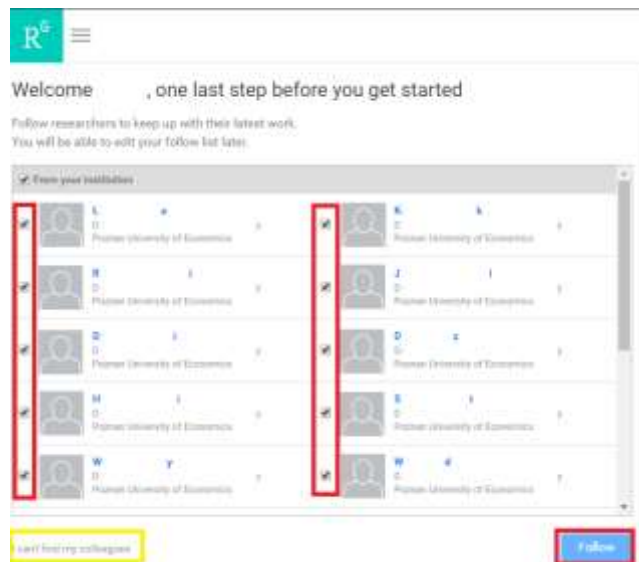 RG
Welcome , one last step before you get started
Follow researchers to keep up with their latest work.
You will be able to edit your follow list later.
From your institution
L e
D
Poznan University of Economics
K k
D
Poznan University of Economics
R i
D
Poznan University of Economics
J l
D
Poznan University of Economics
D i
D
Poznan University of Economics
D z
G
Poznan University of Economics
M i
D
Poznan University of Economics
S t
D
Poznan University of Economics
W y
D
Poznan University of Economics
W d
Poznan University of Economics
can't find my colleagues
Follow